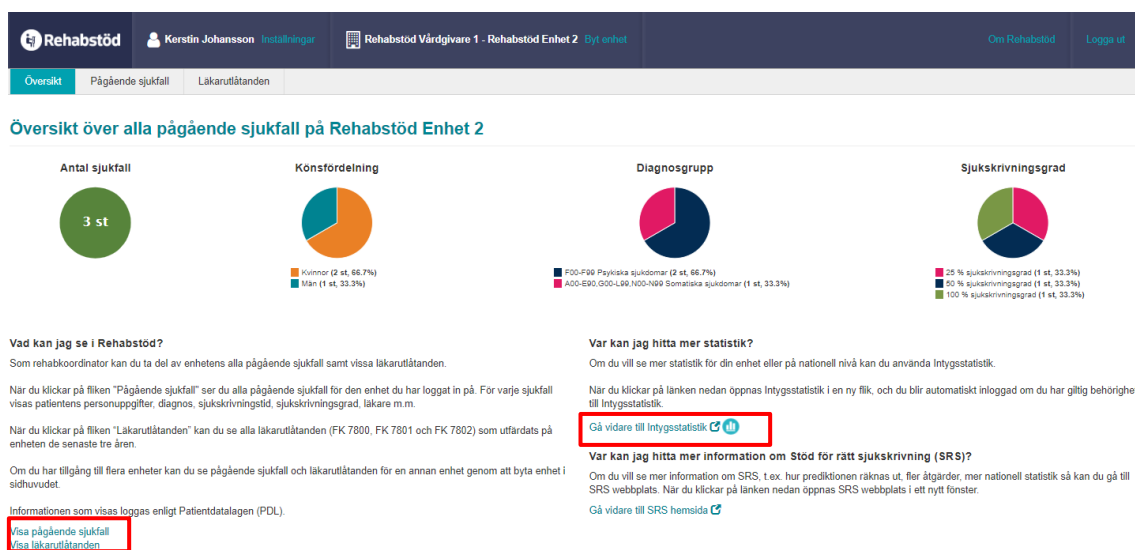 Rehabstöd
Kerstin Johansson Inställningar
Rehabstöd Vårdgivare 1 - Rehabstöd Enhet 2 Byt enhet
Om Rehabstöd
Logga ut
Översikt
Pågående sjukfall
Läkarutlåtanden
Översikt över alla pågående sjukfall på Rehabstöd Enhet 2
Antal sjukfall
3 st
Könsfördelning
Kvinnor (2 st, 66.7%)
Män (1 st, 33.3%)
Diagnosgrupp
F00-F99 Psykiska sjukdomar (2 st, 66.7%)
A00-E90,G00-L99,N00-N99 Somatiska sjukdomar (1 st, 33.3%)
Sjukskrivningsgrad
25 % sjukskrivningsgrad (1 st, 33.3%)
50 % sjukskrivningsgrad (1 st, 33.3%)
100 % sjukskrivningsgrad (1 st, 33.3%)
Vad kan jag se i Rehabstöd?
Som rehabkoordinator kan du ta del av enhetens alla pågående sjukfall samt vissa läkarutlåtanden.
När du klickar på fliken "Pågående sjukfall" ser du alla pågående sjukfall för den enhet du har loggat in på. För varje sjukfall
visas patientens personuppgifter, diagnos, sjukskrivningstid, sjukskrivningsgrad, läkare m.m.
När du klickar på fliken "Läkarutlåtanden" kan du se alla läkarutlåtanden (FK 7800, FK 7801 och FK 7802) som utfärdats på
enheten de senaste tre åren.
Om du har tillgång till flera enheter kan du se pågående sjukfall och läkarutlåtanden för en annan enhet genom att byta enhet i
sidhuvudet.
Informationen som visas loggas enligt Patientdatalagen (PDL).
Visa pågående sjukfall
Visa läkarutlåtanden
Var kan jag hitta mer statistik?
Om du vill se mer statistik för din enhet eller på nationell nivå kan du använda Intygsstatistik.
När du klickar på länken nedan öppnas Intygsstatistik i en ny flik, och du blir automatiskt inloggad om du har giltig behörighe
till Intygsstatistik.
Gå vidare till Intygsstatistik
Var kan jag hitta mer information om Stöd för rätt sjukskrivning (SRS)?
Om du vill se mer information om SRS, t.ex. hur prediktionen räknas ut, fler åtgärder, mer nationell statistik så kan du gå till
SRS webbplats. När du klickar på länken nedan öppnas SRS webbplats i ett nytt fönster.
Gå vidare till SRS hemsida